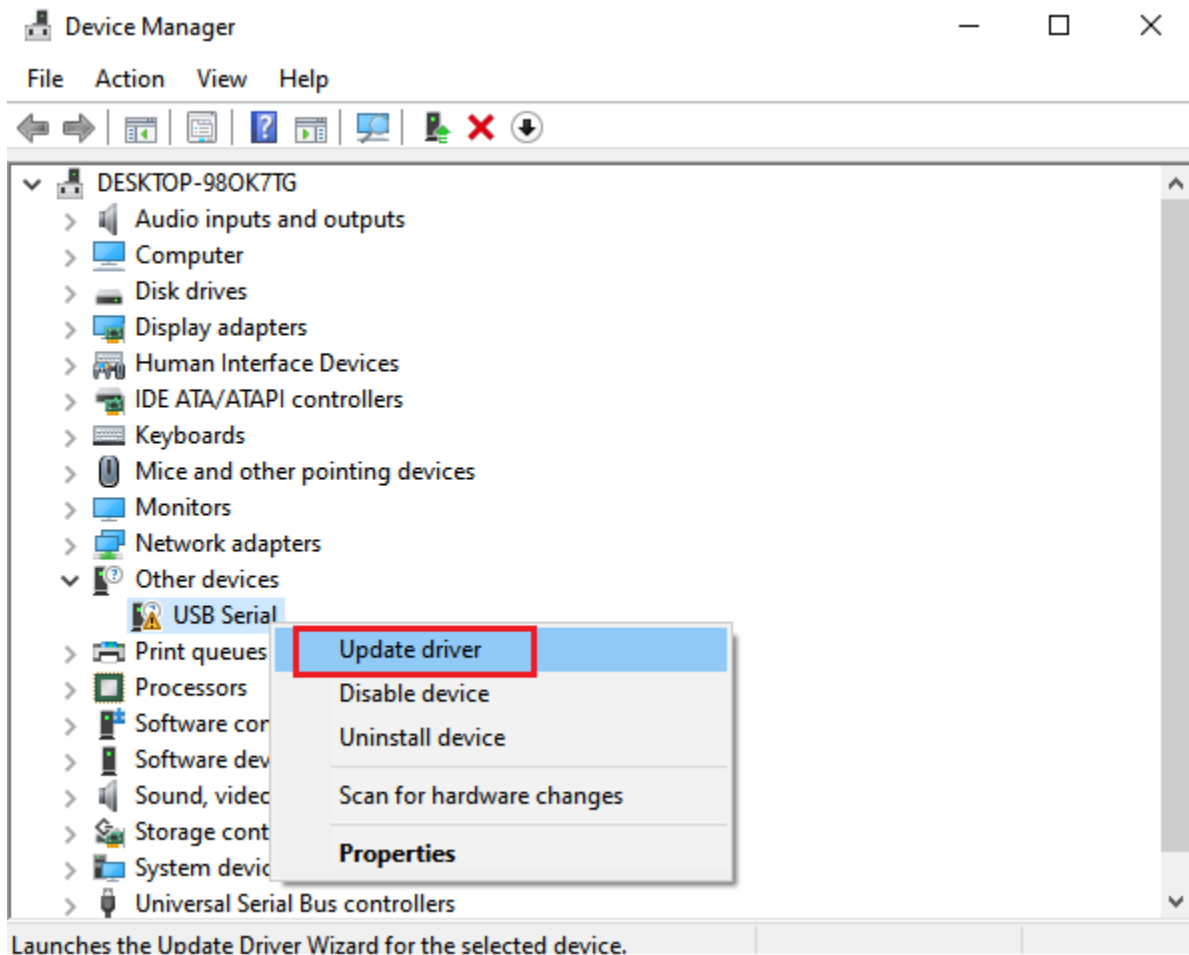 Device Manager
File Action View Help
DESKTOP-98OK7TG
Audio inputs and outputs
Computer
Disk drives
Display adapters
Human Interface Devices
IDE ATA/ATAPI controllers
Keyboards
Mice and other pointing devices
Monitors
Network adapters
Other devices
USB Serial
Print queues
Processors
Software con
Software dev
Sound, video
Storage cont
System devic
Universal Serial Bus controllers
Update driver
Disable device
Uninstall device
Scan for hardware changes
Properties
Launches the Update Driver Wizard for the selected device.